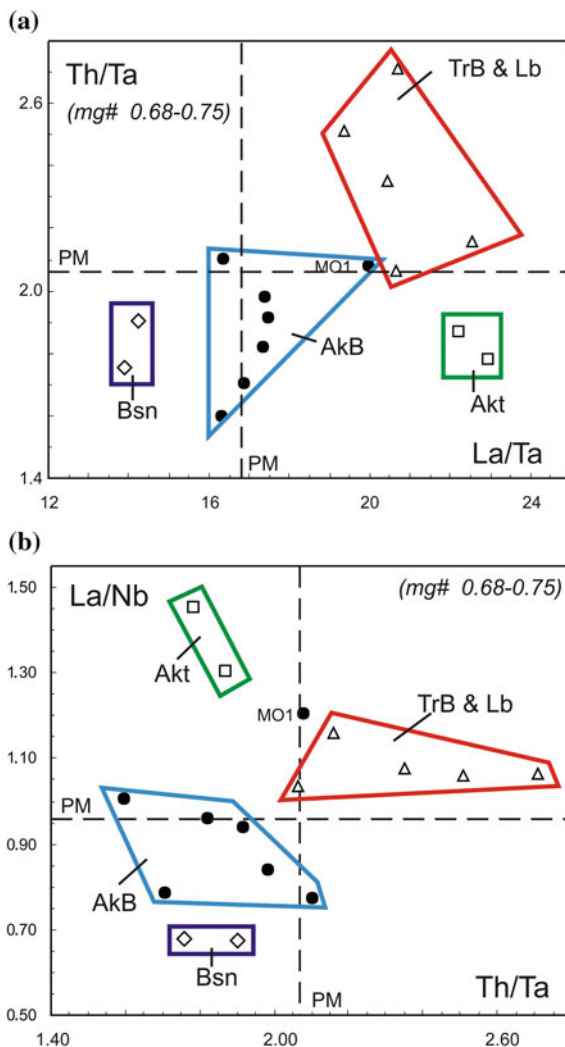 (a)
Th/Ta
(mg# 0.68-0.75)
TrB & Lb
2.6
PM
MO1
2.0
AkB
Bsn
Akt
PM
La/Ta
1.4
12 16 20 24
(b)
1.50
La/Nb
(mg# 0.68-0.75)
Akt
1.30
TrB & Lb
MO1
1.10
PM
0.90
AkB
0.70
Bsn
PM
Th/Ta
0.50
1.40 2.00 2.60